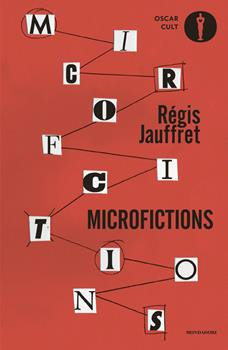 OSCAR
CULT
M I
C R
O
F I
C
T I O
N S
Régis
Jauffret
MICROFICTIONS
MONDADORI